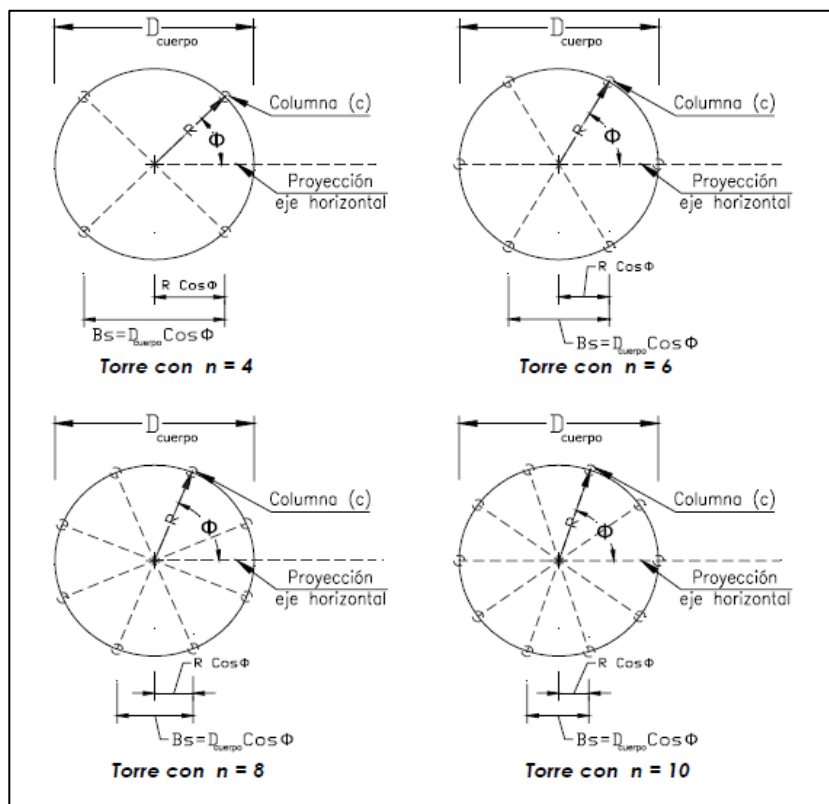 D cuerpo
Columna (c)
R
Φ
Proyección
eje horizontal
R CosΦ
Bs=D cuerpo CosΦ
Torre con n = 4
D cuerpo
Columna (c)
R
Φ
Proyección
eje horizontal
R CosΦ
Bs=D cuerpo CosΦ
Torre con n = 6
D cuerpo
Columna (c)
R
Φ
Proyección
eje horizontal
R CosΦ
Bs=D cuerpo CosΦ
Torre con n = 8
D cuerpo
Columna (c)
R
Φ
Proyección
eje horizontal
R CosΦ
Bs=D cuerpo CosΦ
Torre con n = 10